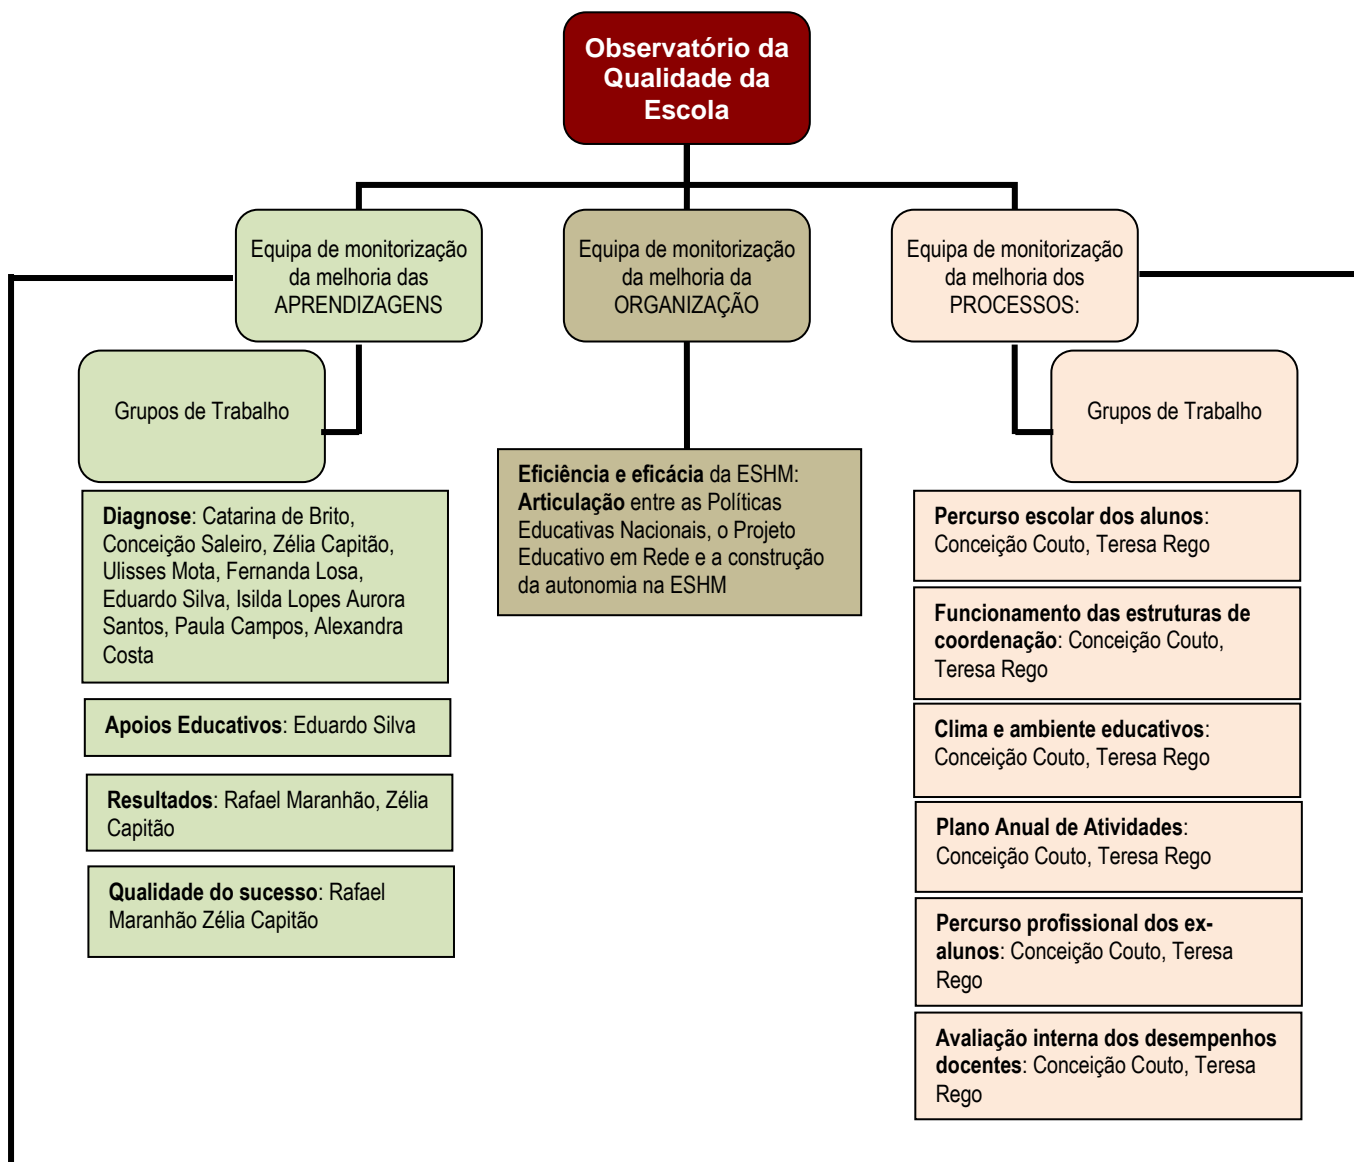 Observatório da
Qualidade da
Escola
Equipa de monitorização
da melhoria das
APRENDIZAGENS
Equipa de monitorização
da melhoria da
ORGANIZAÇÃO
Equipa de monitorização
da melhoria dos
PROCESSOS:
Grupos de Trabalho
Diagnose: Catarina de Brito,
Conceição Saleiro, Zélia Capitão,
Ulisses Mota, Fernanda Losa,
Eduardo Silva, Isilda Lopes Aurora
Santos, Paula Campos, Alexandra
Costa
Apoios Educativos: Eduardo Silva
Resultados: Rafael Maranhão, Zélia
Capitão
Qualidade do sucesso: Rafael
Maranhão Zélia Capitão
Eficiência e eficácia da ESHM:
Articulação entre as Políticas
Educativas Nacionais, o Projeto
Educativo em Rede e a construção
da autonomia na ESHM
Grupos de Trabalho
Percurso escolar dos alunos:
Conceição Couto, Teresa Rego
Funcionamento das estruturas de
coordenação: Conceição Couto,
Teresa Rego
Clima e ambiente educativos:
Conceição Couto, Teresa Rego
Plano Anual de Atividades:
Conceição Couto, Teresa Rego
Percurso profissional dos ex-
alunos: Conceição Couto, Teresa
Rego
Avaliação interna dos desempenhos
docentes: Conceição Couto, Teresa
Rego